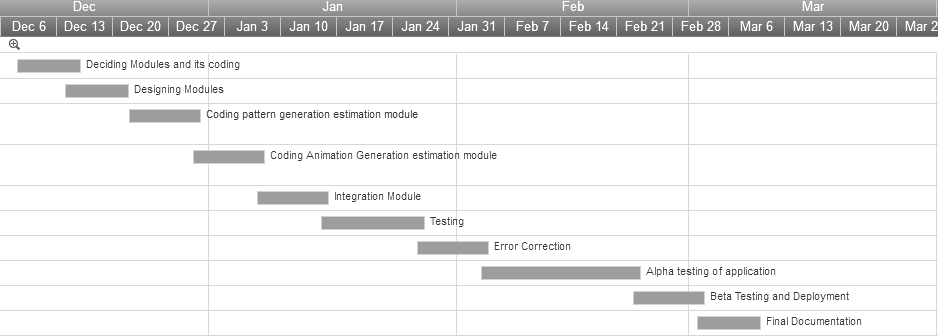 Dec Jan Feb Mar
Dec 6 Dec 13 Dec 20 Dec 27 Jan 3 Jan 10 Jan 17 Jan 24 Jan 31 Feb 7 Feb 14 Feb 21 Feb 28 Mar 6 Mar 13 Mar 20 Mar 2
Deciding Modules and its coding
Designing Modules
Coding pattern generation estimation module
Coding Animation Generation estimation module
Integration Module
Testing
Error Correction
Alpha testing of application
Beta Testing and Deployment
Final Documentation